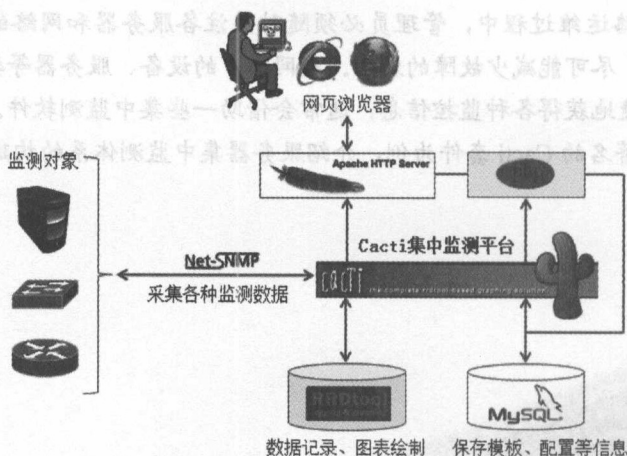 网页浏览器
监测对象
Apache HTTP Server
php
Cacti集中监测平台
Net-SNMP
采集各种监测数据
cacti
the complete rrdtool-based graphing solution
RRDtool
MySQL
数据记录、图表绘制
保存模板、配置等信息